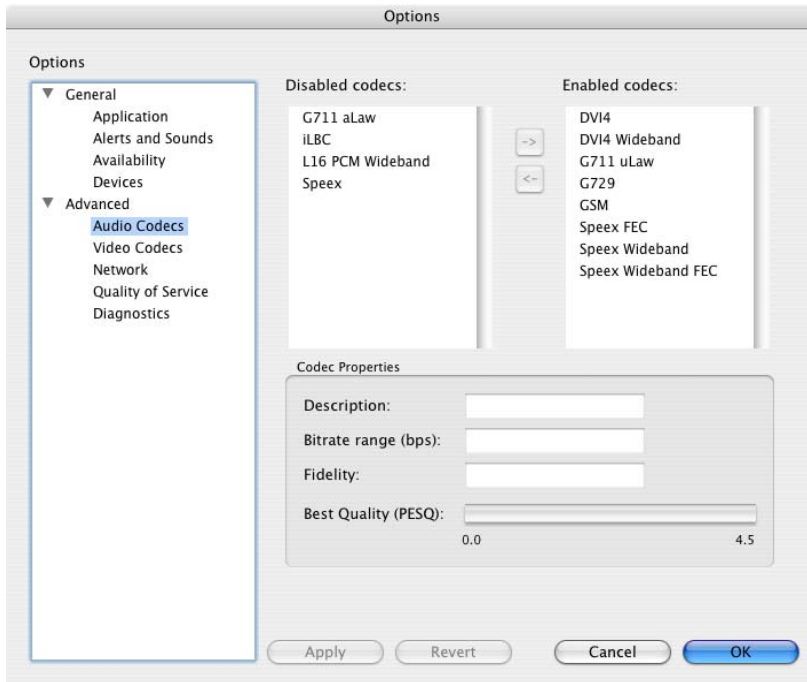 Options
Options
General
Application
Alerts and Sounds
Availability
Devices
Advanced
Audio Codecs
Video Codecs
Network
Quality of Service
Diagnostics
Disabled codecs:
G711 aLaw
iLBC
L16 PCM Wideband
Speex
->
<-
Enabled codecs:
DVI4
DVI4 Wideband
G711 uLaw
G729
GSM
Speex FEC
Speex Wideband
Speex Wideband FEC
Codec Properties
Description:
Bitrate range (bps):
Fidelity:
Best Quality (PESQ):
0.0 4.5
Apply Revert Cancel OK